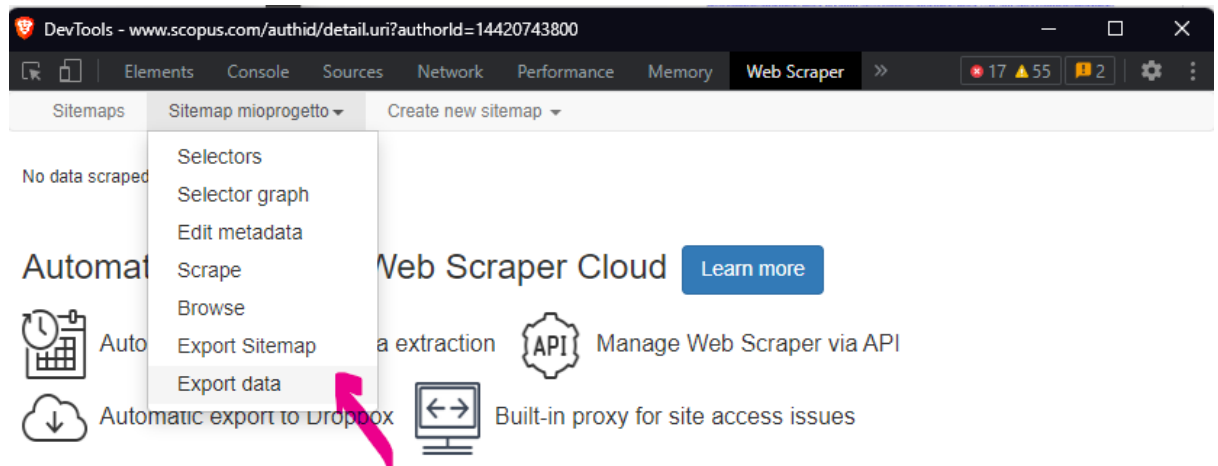 DevTools - www.scopus.com/authid/detail.uri?authorId=14420743800
Elements Console Sources Network Performance Memory Web Scraper » 17 55 2
Sitemaps Sitemap mioprogetto Create new sitemap
Selectors
No data scraped
Selector graph
Edit metadata
Automat Web Scraper Cloud Learn more
Scrape
Browse
Auto a extraction API Manage Web Scraper via API
Export Sitemap
Export data
Automatic export to Dropbox Built-in proxy for site access issues